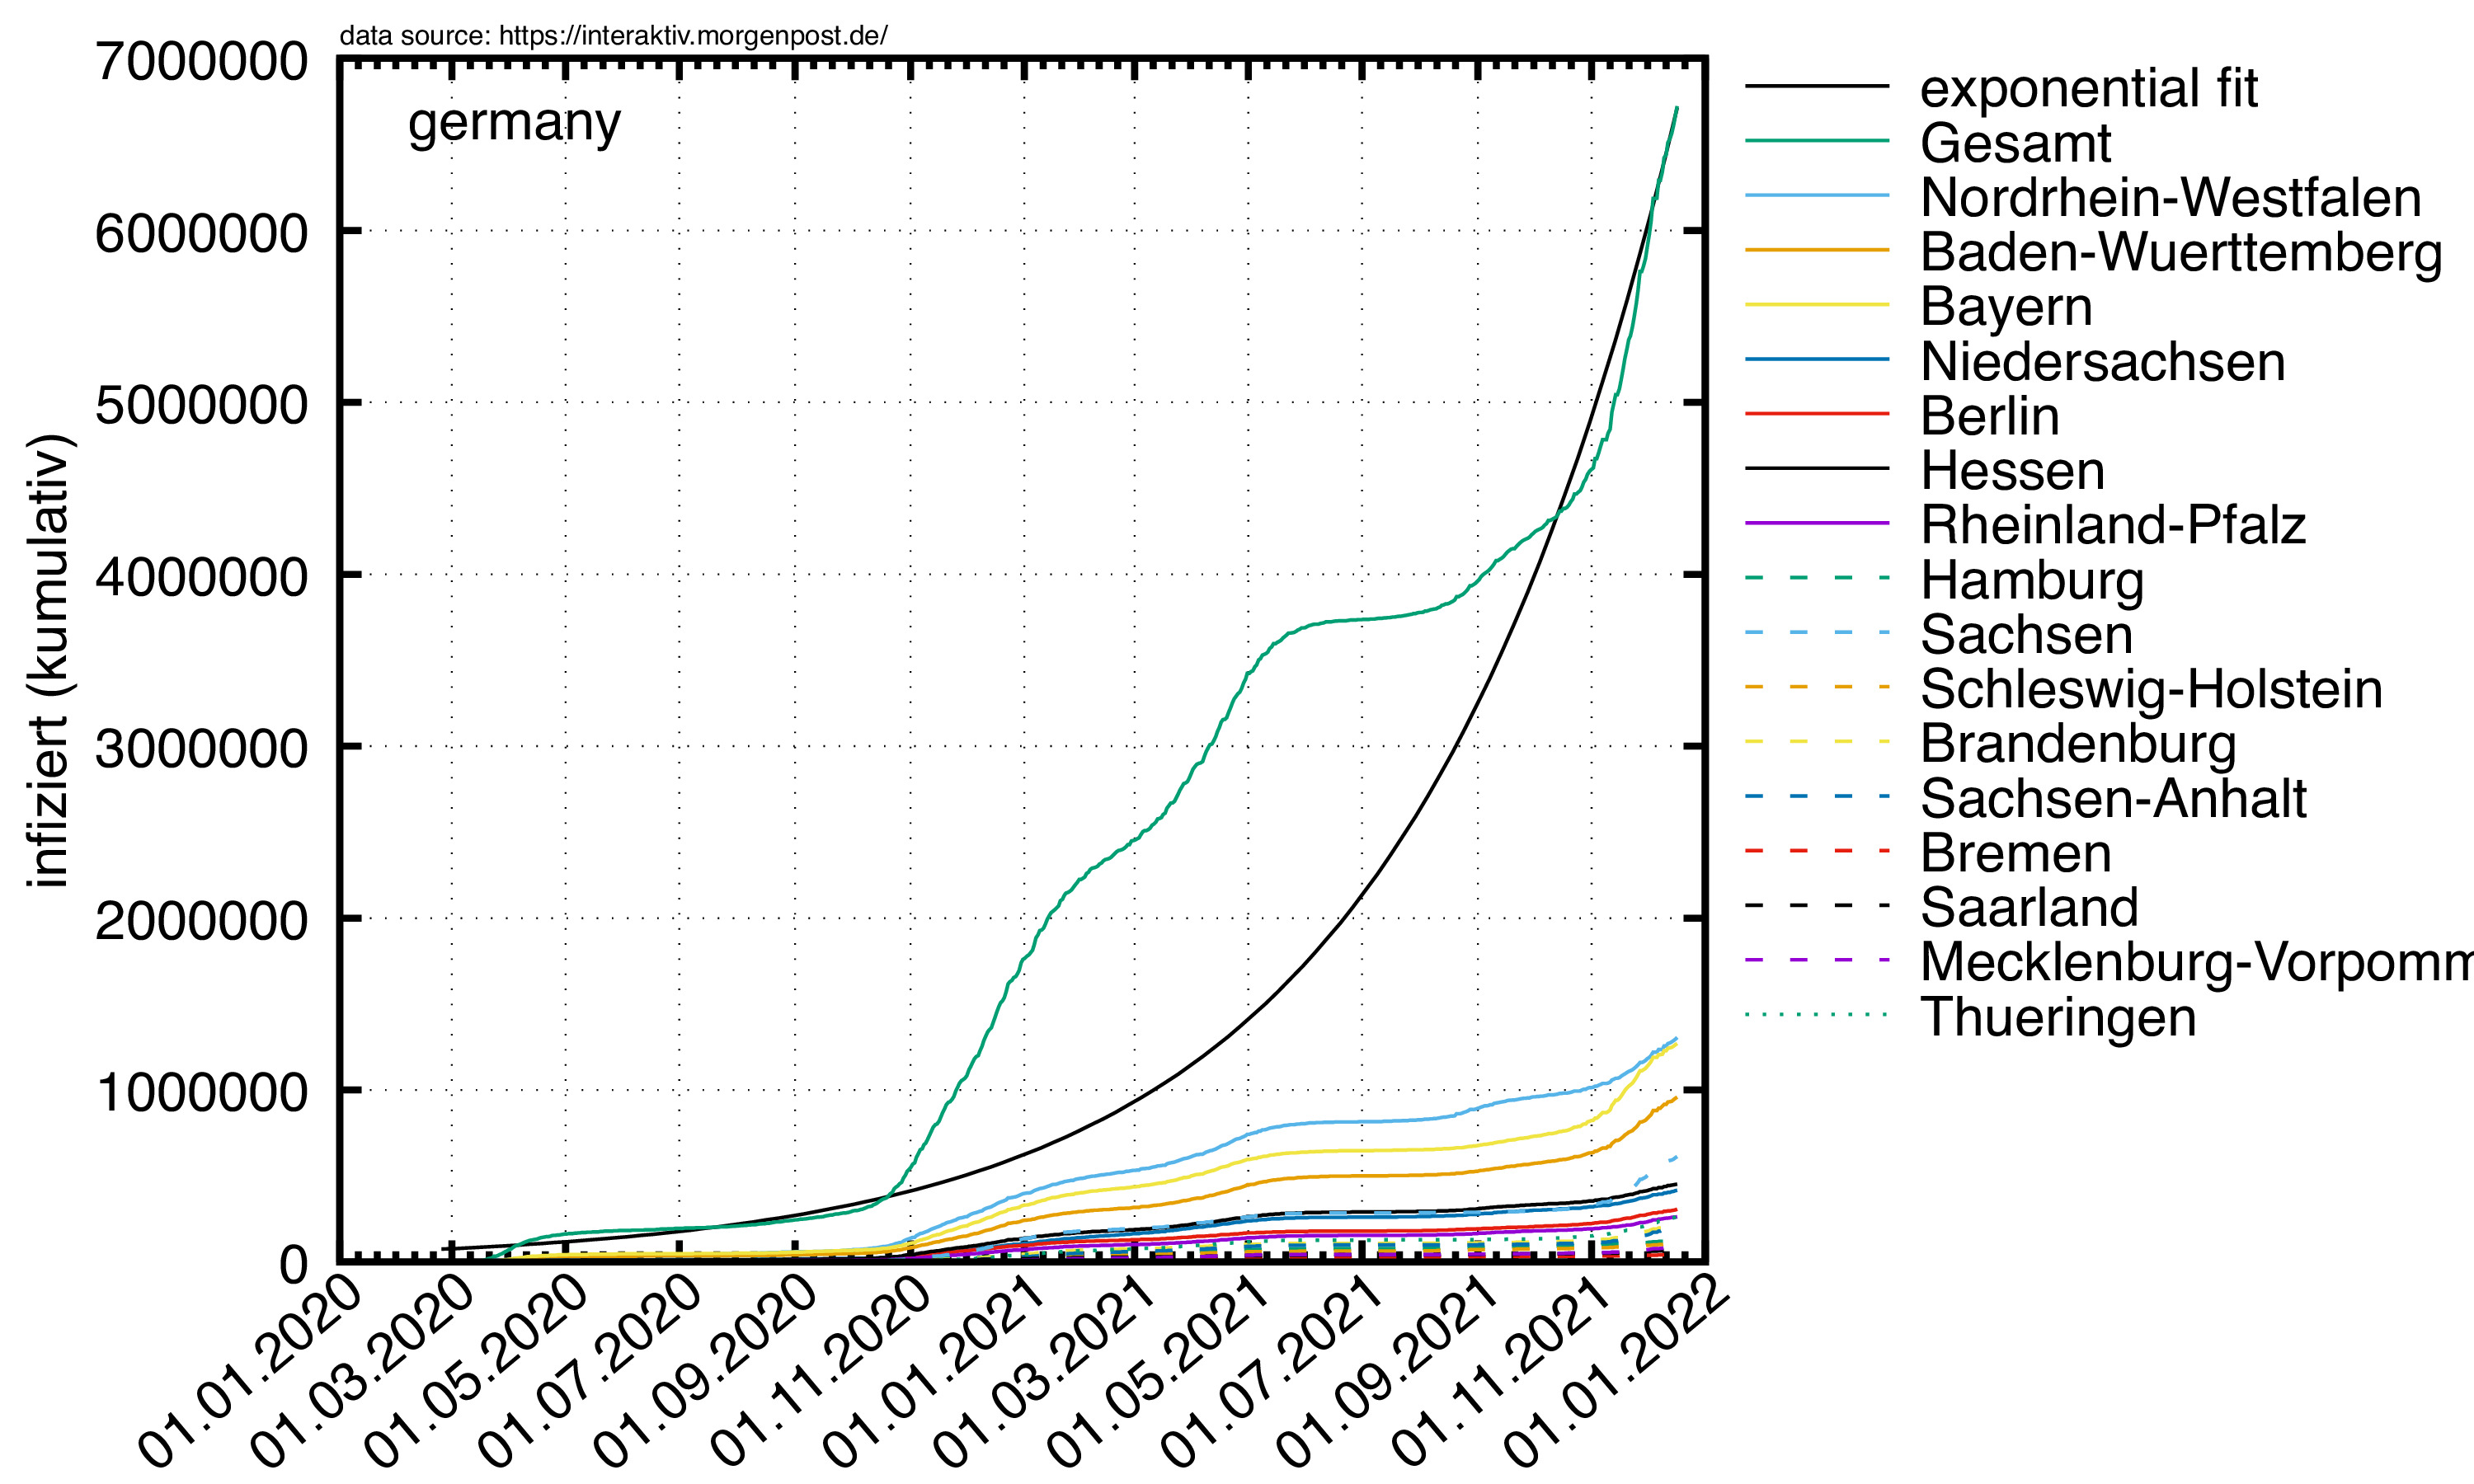 data source: https://interaktiv.morgenpost.de/
7000000
6000000
5000000
4000000
3000000
2000000
1000000
0
infiziert (kumulativ)
germany
01.01.2020
01.03.2020
01.05.2020
01.07.2020
01.09.2020
01.11.2020
01.01.2021
01.03.2021
01.05.2021
01.07.2021
01.09.2021
01.11.2021
01.01.2022
exponential fit
Gesamt
Nordrhein-Westfalen
Baden-Wuerttemberg
Bayern
Niedersachsen
Berlin
Hessen
Rheinland-Pfalz
Hamburg
Sachsen
Schleswig-Holstein
Brandenburg
Sachsen-Anhalt
Bremen
Saarland
Mecklenburg-Vorpomm
Thueringen